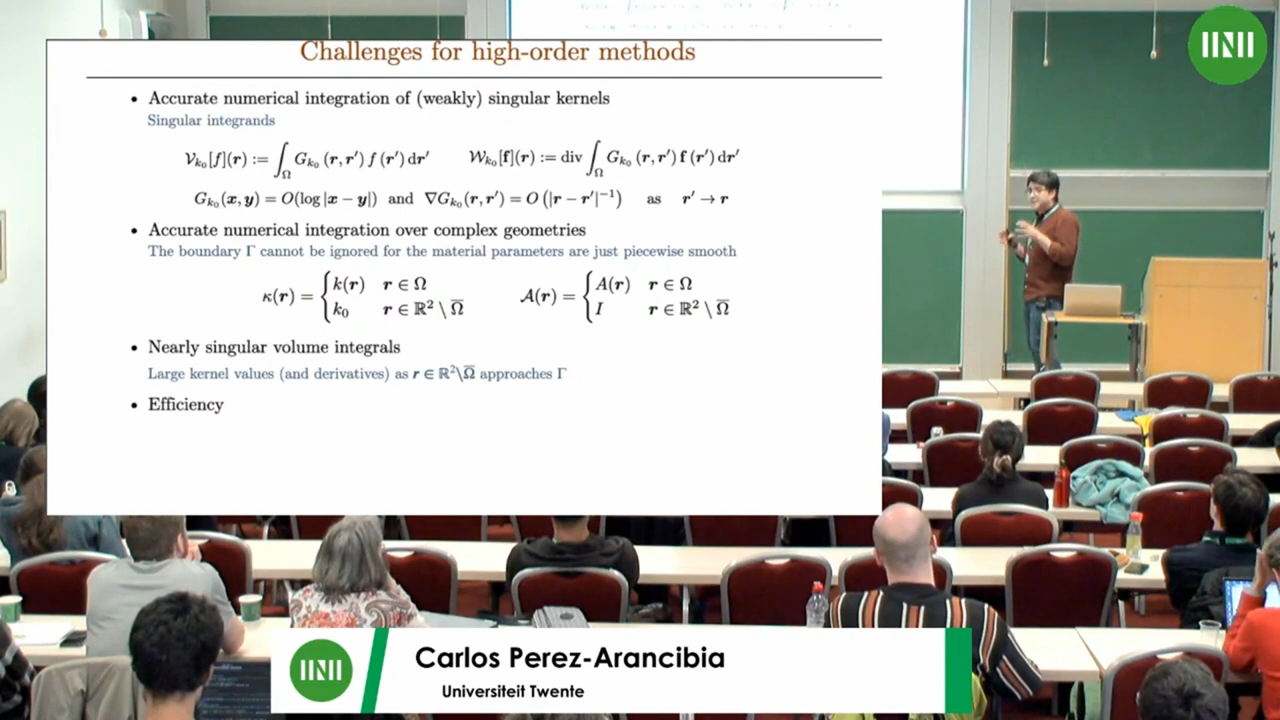 Challenges for high-order methods
• Accurate numerical integration of (weakly) singular kernels
Singular integrands
𝒱_{k₀}[f](r) := ∫_Ω G_{k₀}(r, r′) f(r′) dr′   𝒲_{k₀}[f](r) := div ∫_Ω G_{k₀}(r, r′) f(r′) dr′
G_{k₀}(x, y) = O(log |x − y|) and ∇G_{k₀}(r, r′) = O(|r − r′|⁻¹) as r′ → r
• Accurate numerical integration over complex geometries
The boundary Γ cannot be ignored for the material parameters are just piecewise smooth
κ(r) = { k(r) r ∈ Ω   𝒜(r) = { A(r) r ∈ Ω
k₀ r ∈ ℝ² \ Ω̅   I r ∈ ℝ² \ Ω̅
• Nearly singular volume integrals
Large kernel values (and derivatives) as r ∈ ℝ²\Ω̅ approaches Γ
• Efficiency
Carlos Perez-Arancibia
Universiteit Twente